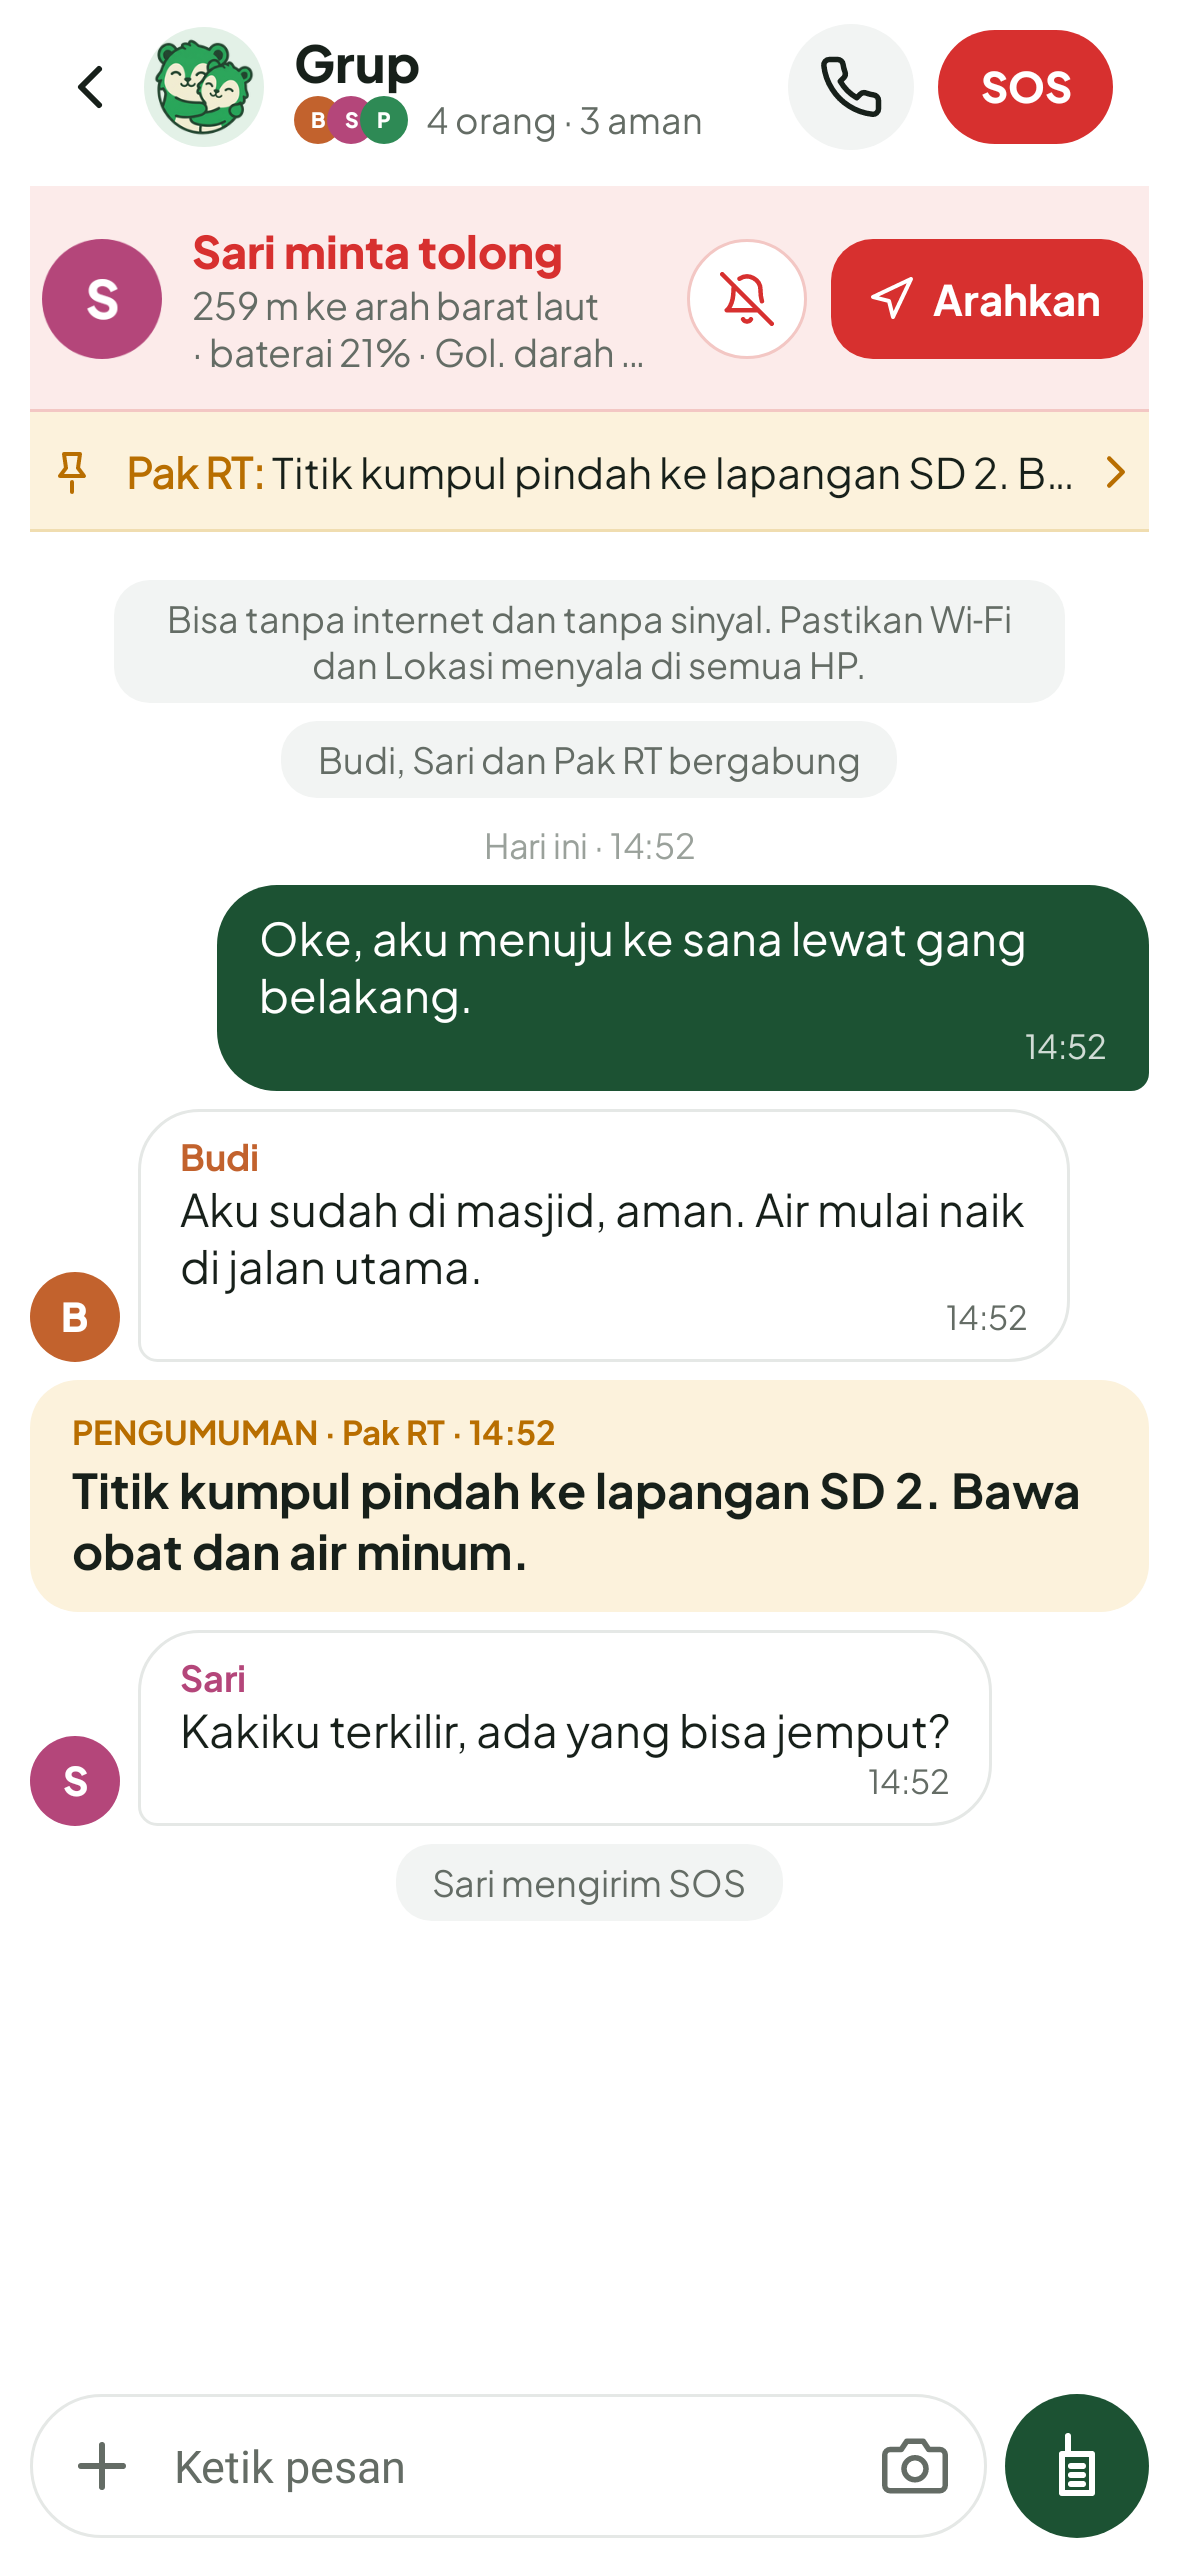 Grup
B S P 4 orang · 3 aman
SOS
S
Sari minta tolong
259 m ke arah barat laut
· baterai 21% · Gol. darah ...
Arahkan
Pak RT: Titik kumpul pindah ke lapangan SD 2. B...
Bisa tanpa internet dan tanpa sinyal. Pastikan Wi-Fi
dan Lokasi menyala di semua HP.
Budi, Sari dan Pak RT bergabung
Hari ini · 14:52
Oke, aku menuju ke sana lewat gang
belakang.
14:52
Budi
Aku sudah di masjid, aman. Air mulai naik
di jalan utama.
14:52
B
PENGUMUMAN · Pak RT · 14:52
Titik kumpul pindah ke lapangan SD 2. Bawa
obat dan air minum.
Sari
Kakiku terkilir, ada yang bisa jemput?
14:52
S
Sari mengirim SOS
Ketik pesan